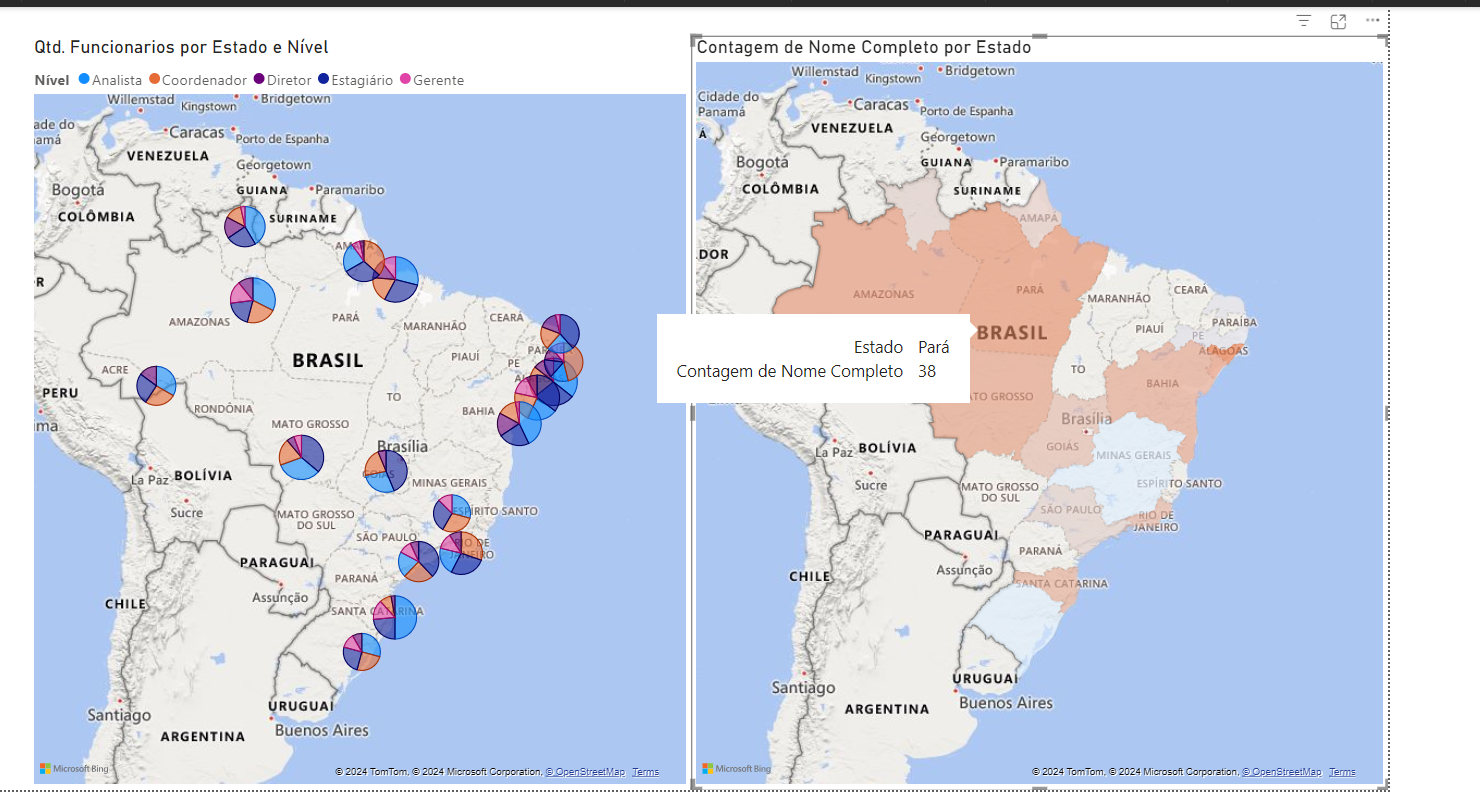 Qtd. Funcionarios por Estado e Nível
Nível Analista Coordenador Diretor Estagiário Gerente
Willemstad
Kingstown
Bridgetown
ade do
namá
Caracas
Porto de Espanha
VENEZUELA
Georgetown
Bogotá
GUIANA
Paramaribo
COLÔMBIA
SURINAME
R
AMAZONAS
PARÁ
MARANHÃO
CEARÁ
PIAUÍ
PE
BRASIL
ACRE
PERU
RONDÔNIA
TO
BAHIA
ma
MATO GROSSO
Brasília
BOLÍVIA
GOIÁS
La Paz
MINAS GERAIS
Sucre
MATO GROSSO
DO SUL
ESPÍRITO SANTO
SÃO PAULO
RIO DE
JANEIRO
PARAGUAI
PARANÁ
Assunção
CHILE
SANTA CATARINA
URUGUAI
Santiago
Buenos Aires
ARGENTINA
Microsoft Bing
© 2024 TomTom, © 2024 Microsoft Corporation, © OpenStreetMap Terms
Contagem de Nome Completo por Estado
Willemstad
Kingstown
Bridgetown
Cidade do
Panamá
Caracas
Porto de Espanha
Á
VENEZUELA
Georgetown
Bogotá
GUIANA
Paramaribo
COLÔMBIA
SURINAME
AMAPÁ
DOR
AMAZONAS
PARÁ
MARANHÃO
CEARÁ
PARAÍBA
PIAUÍ
PE
BRASIL
ALAGOAS
Estado Pará
Contagem de Nome Completo 38
TO
BAHIA
ATO GROSSO
Brasília
BOLÍVIA
GOIÁS
La Paz
MINAS GERAIS
Sucre
MATO GROSSO
DO SUL
ESPÍRITO SANTO
SÃO PAULO
RIO DE
JANEIRO
PARAGUAI
PARANÁ
Assunção
CHILE
SANTA CATARINA
URUGUAI
Santiago
Buenos Aires
ARGENTINA
Microsoft Bing
© 2024 TomTom, © 2024 Microsoft Corporation, © OpenStreetMap Terms